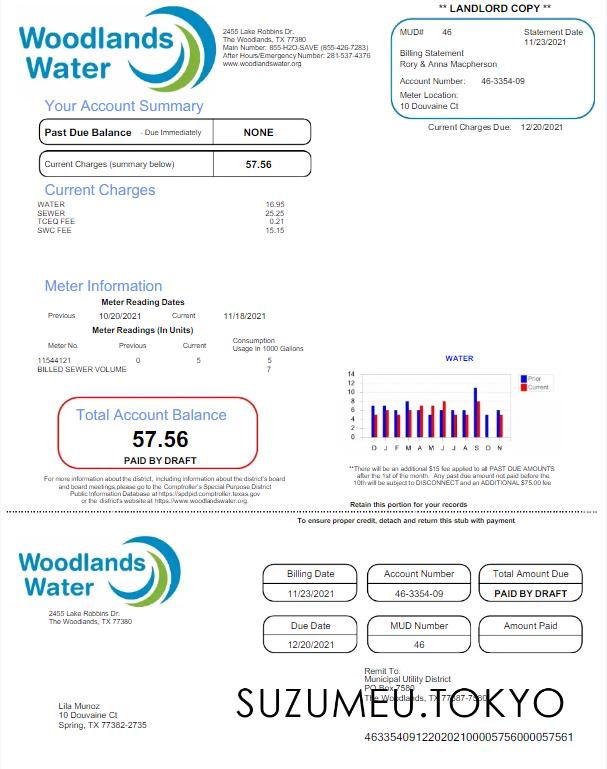 ** LANDLORD COPY **
Woodlands
Water
2455 Lake Robbins Dr.
The Woodlands, TX 77380
Main Number: 855-H2O-SAVE (855-426-7283)
After Hours/Emergency Number: 281-537-4376
www.woodlandswater.org
MUD# 46 Statement Date
11/23/2021
Billing Statement
Rory & Anna Macpherson
Account Number: 46-3354-09
Meter Location:
10 Douvaine Ct
Current Charges Due: 12/20/2021
Your Account Summary
Past Due Balance - Due Immediately NONE
Current Charges (summary below) 57.56
Current Charges
WATER 16.95
SEWER 25.25
TCEQ FEE 0.21
SWC FEE 15.15
Meter Information
Meter Reading Dates
Previous 10/20/2021 Current 11/18/2021
Meter Readings (In Units)
Meter No. Previous Current Consumption
Usage in 1000 Gallons
11544121 0 5 5
BILLED SEWER VOLUME 7
WATER
14
12
10
8
6
4
2
0
D J F M A M J J A S O N
Prior
Current
Total Account Balance
57.56
PAID BY DRAFT
For more information about the district, including information about the district's board
and board meetings, please go to the Comptroller's Special Purpose District
Public Information Database at https://spdpid.comptroller.texas.gov
or the district's website at https://www.woodlandswater.org.
**There will be an additional $15 fee applied to all PAST DUE AMOUNTS
after the 1st of the month. Any past due amount not paid before the
10th will be subject to DISCONNECT and an ADDITIONAL $75.00 fee.
Retain this portion for your records
To ensure proper credit, detach and return this stub with payment
Woodlands
Water
2455 Lake Robbins Dr.
The Woodlands, TX 77380
Billing Date Account Number Total Amount Due
11/23/2021 46-3354-09 PAID BY DRAFT
Due Date MUD Number Amount Paid
12/20/2021 46
Remit To:
Municipal Utility District
PO Box 7580
The Woodlands, TX 77387-7580
SUZUMEU.TOKYO
Lila Munoz
10 Douvaine Ct
Spring, TX 77382-2735
463354091220202100005756000057561